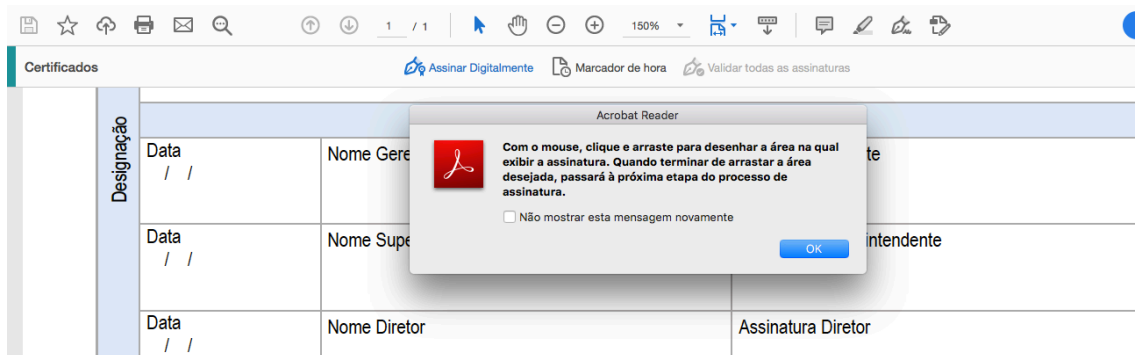 1 / 1
150%
Certificados
Assinar Digitalmente
Marcador de hora
Validar todas as assinaturas
Acrobat Reader
Com o mouse, clique e arraste para desenhar a área na qual
exibir a assinatura. Quando terminar de arrastar a área
desejada, passará à próxima etapa do processo de
assinatura.
Não mostrar esta mensagem novamente
OK
Designação
Data
/ /
Nome Gere
te
Data
/ /
Nome Supe
intendente
Data
/ /
Nome Diretor
Assinatura Diretor